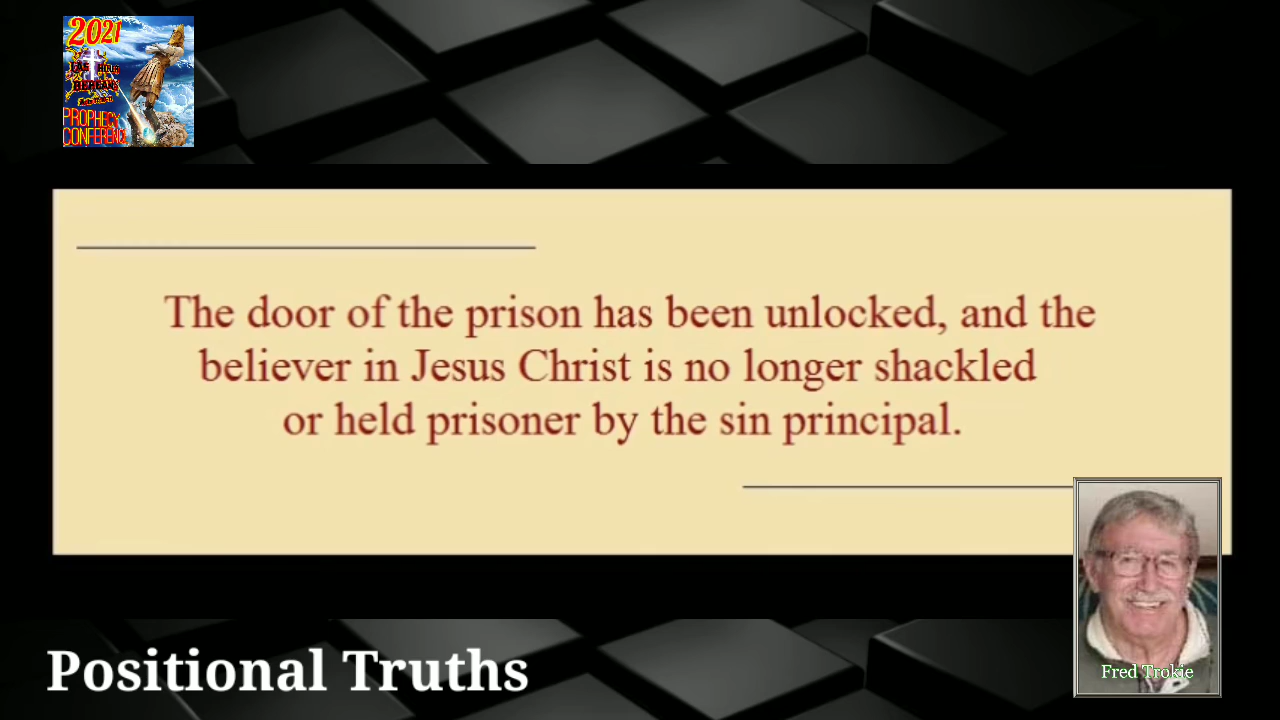 2021
PROPHECY
CONFERENCE
The door of the prison has been unlocked, and the
believer in Jesus Christ is no longer shackled
or held prisoner by the sin principal.
Fred Trokie
Positional Truths